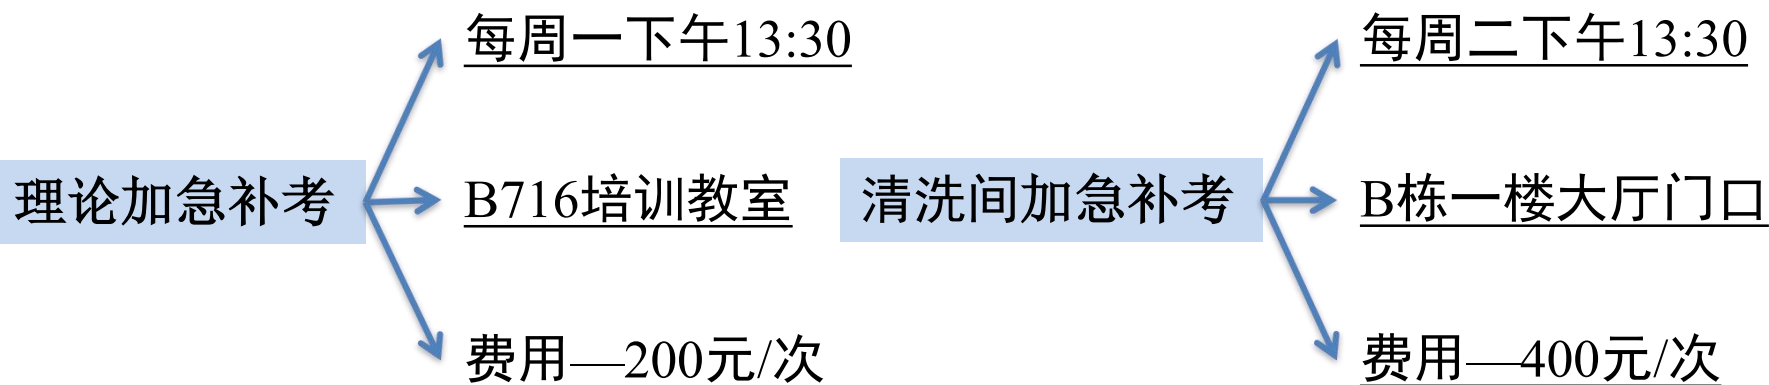 理论加急补考
每周一下午13:30
B716培训教室
费用—200元/次
清洗间加急补考
每周二下午13:30
B栋一楼大厅门口
费用—400元/次